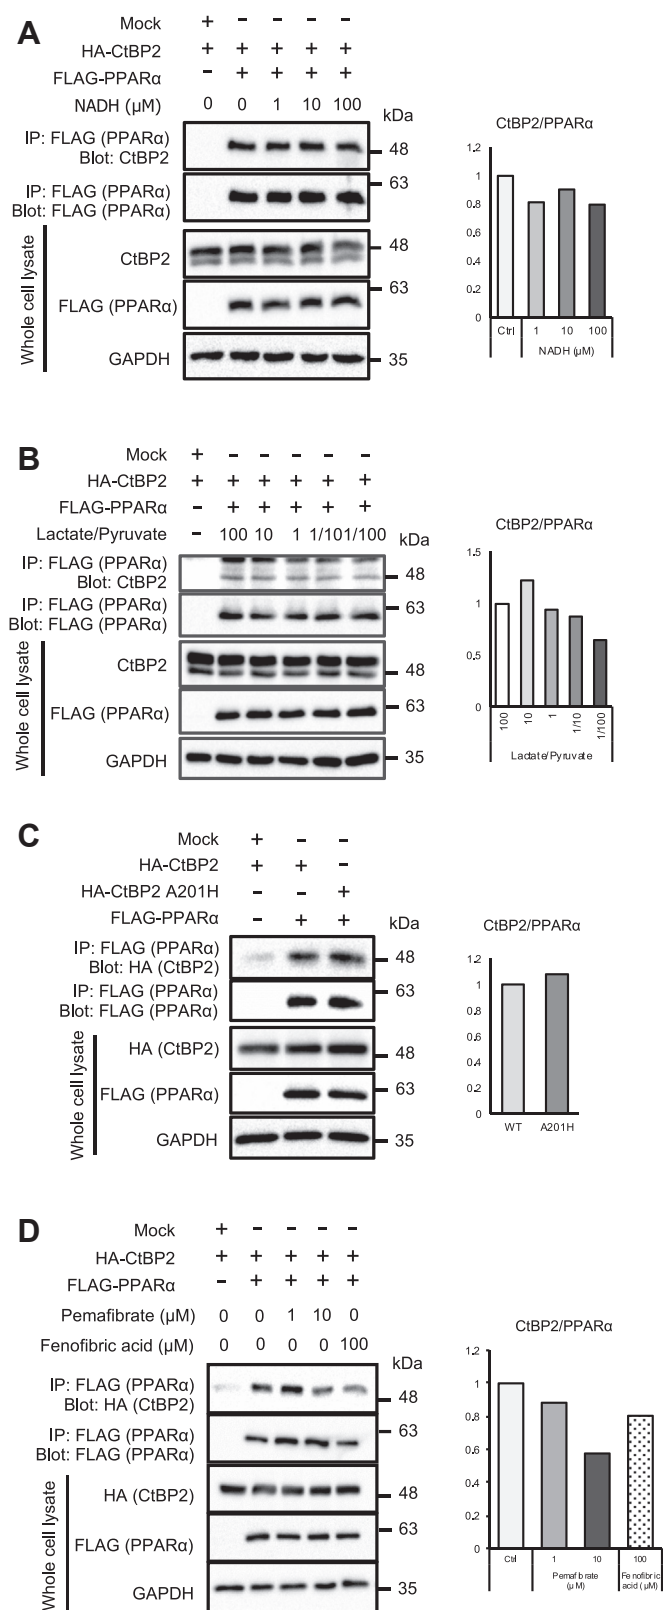 A
Mock + - - - -
HA-CtBP2 + + + + +
FLAG-PPARα - + + + +
NADH (μM) 0 0 1 10 100
kDa
IP: FLAG (PPARα)
Blot: CtBP2
48
IP: FLAG (PPARα)
Blot: FLAG (PPARα)
63
Whole cell lysate
CtBP2
48
FLAG (PPARα)
63
GAPDH
35
CtBP2/PPARα
1.2
1
0.8
0.6
0.4
0.2
0
Ctrl 1 10 100
NADH (μM)
B
Mock + - - - - -
HA-CtBP2 + + + + + +
FLAG-PPARα - + + + + +
Lactate/Pyruvate - 100 10 1 1/10 1/100
kDa
IP: FLAG (PPARα)
Blot: CtBP2
48
IP: FLAG (PPARα)
Blot: FLAG (PPARα)
63
Whole cell lysate
CtBP2
48
FLAG (PPARα)
63
GAPDH
35
CtBP2/PPARα
1.5
1
0.5
0
100 10 1 1/10 1/100
Lactate/Pyruvate
C
Mock + - -
HA-CtBP2 + + -
HA-CtBP2 A201H - - +
FLAG-PPARα - + +
kDa
IP: FLAG (PPARα)
Blot: HA (CtBP2)
48
IP: FLAG (PPARα)
Blot: FLAG (PPARα)
63
Whole cell lysate
HA (CtBP2)
48
FLAG (PPARα)
63
GAPDH
35
CtBP2/PPARα
1.2
1
0.8
0.6
0.4
0.2
0
WT A201H
D
Mock + - - - -
HA-CtBP2 + + + + +
FLAG-PPARα - + + + +
Pemafibrate (μM) 0 0 1 10 0
Fenofibric acid (μM) 0 0 0 0 100
kDa
IP: FLAG (PPARα)
Blot: HA (CtBP2)
48
IP: FLAG (PPARα)
Blot: FLAG (PPARα)
63
Whole cell lysate
HA (CtBP2)
48
FLAG (PPARα)
63
GAPDH
35
CtBP2/PPARα
1.2
1
0.8
0.6
0.4
0.2
0
Ctrl 1 10 100
Pemafibrate
(μM)
Fenofibric
acid (μM)